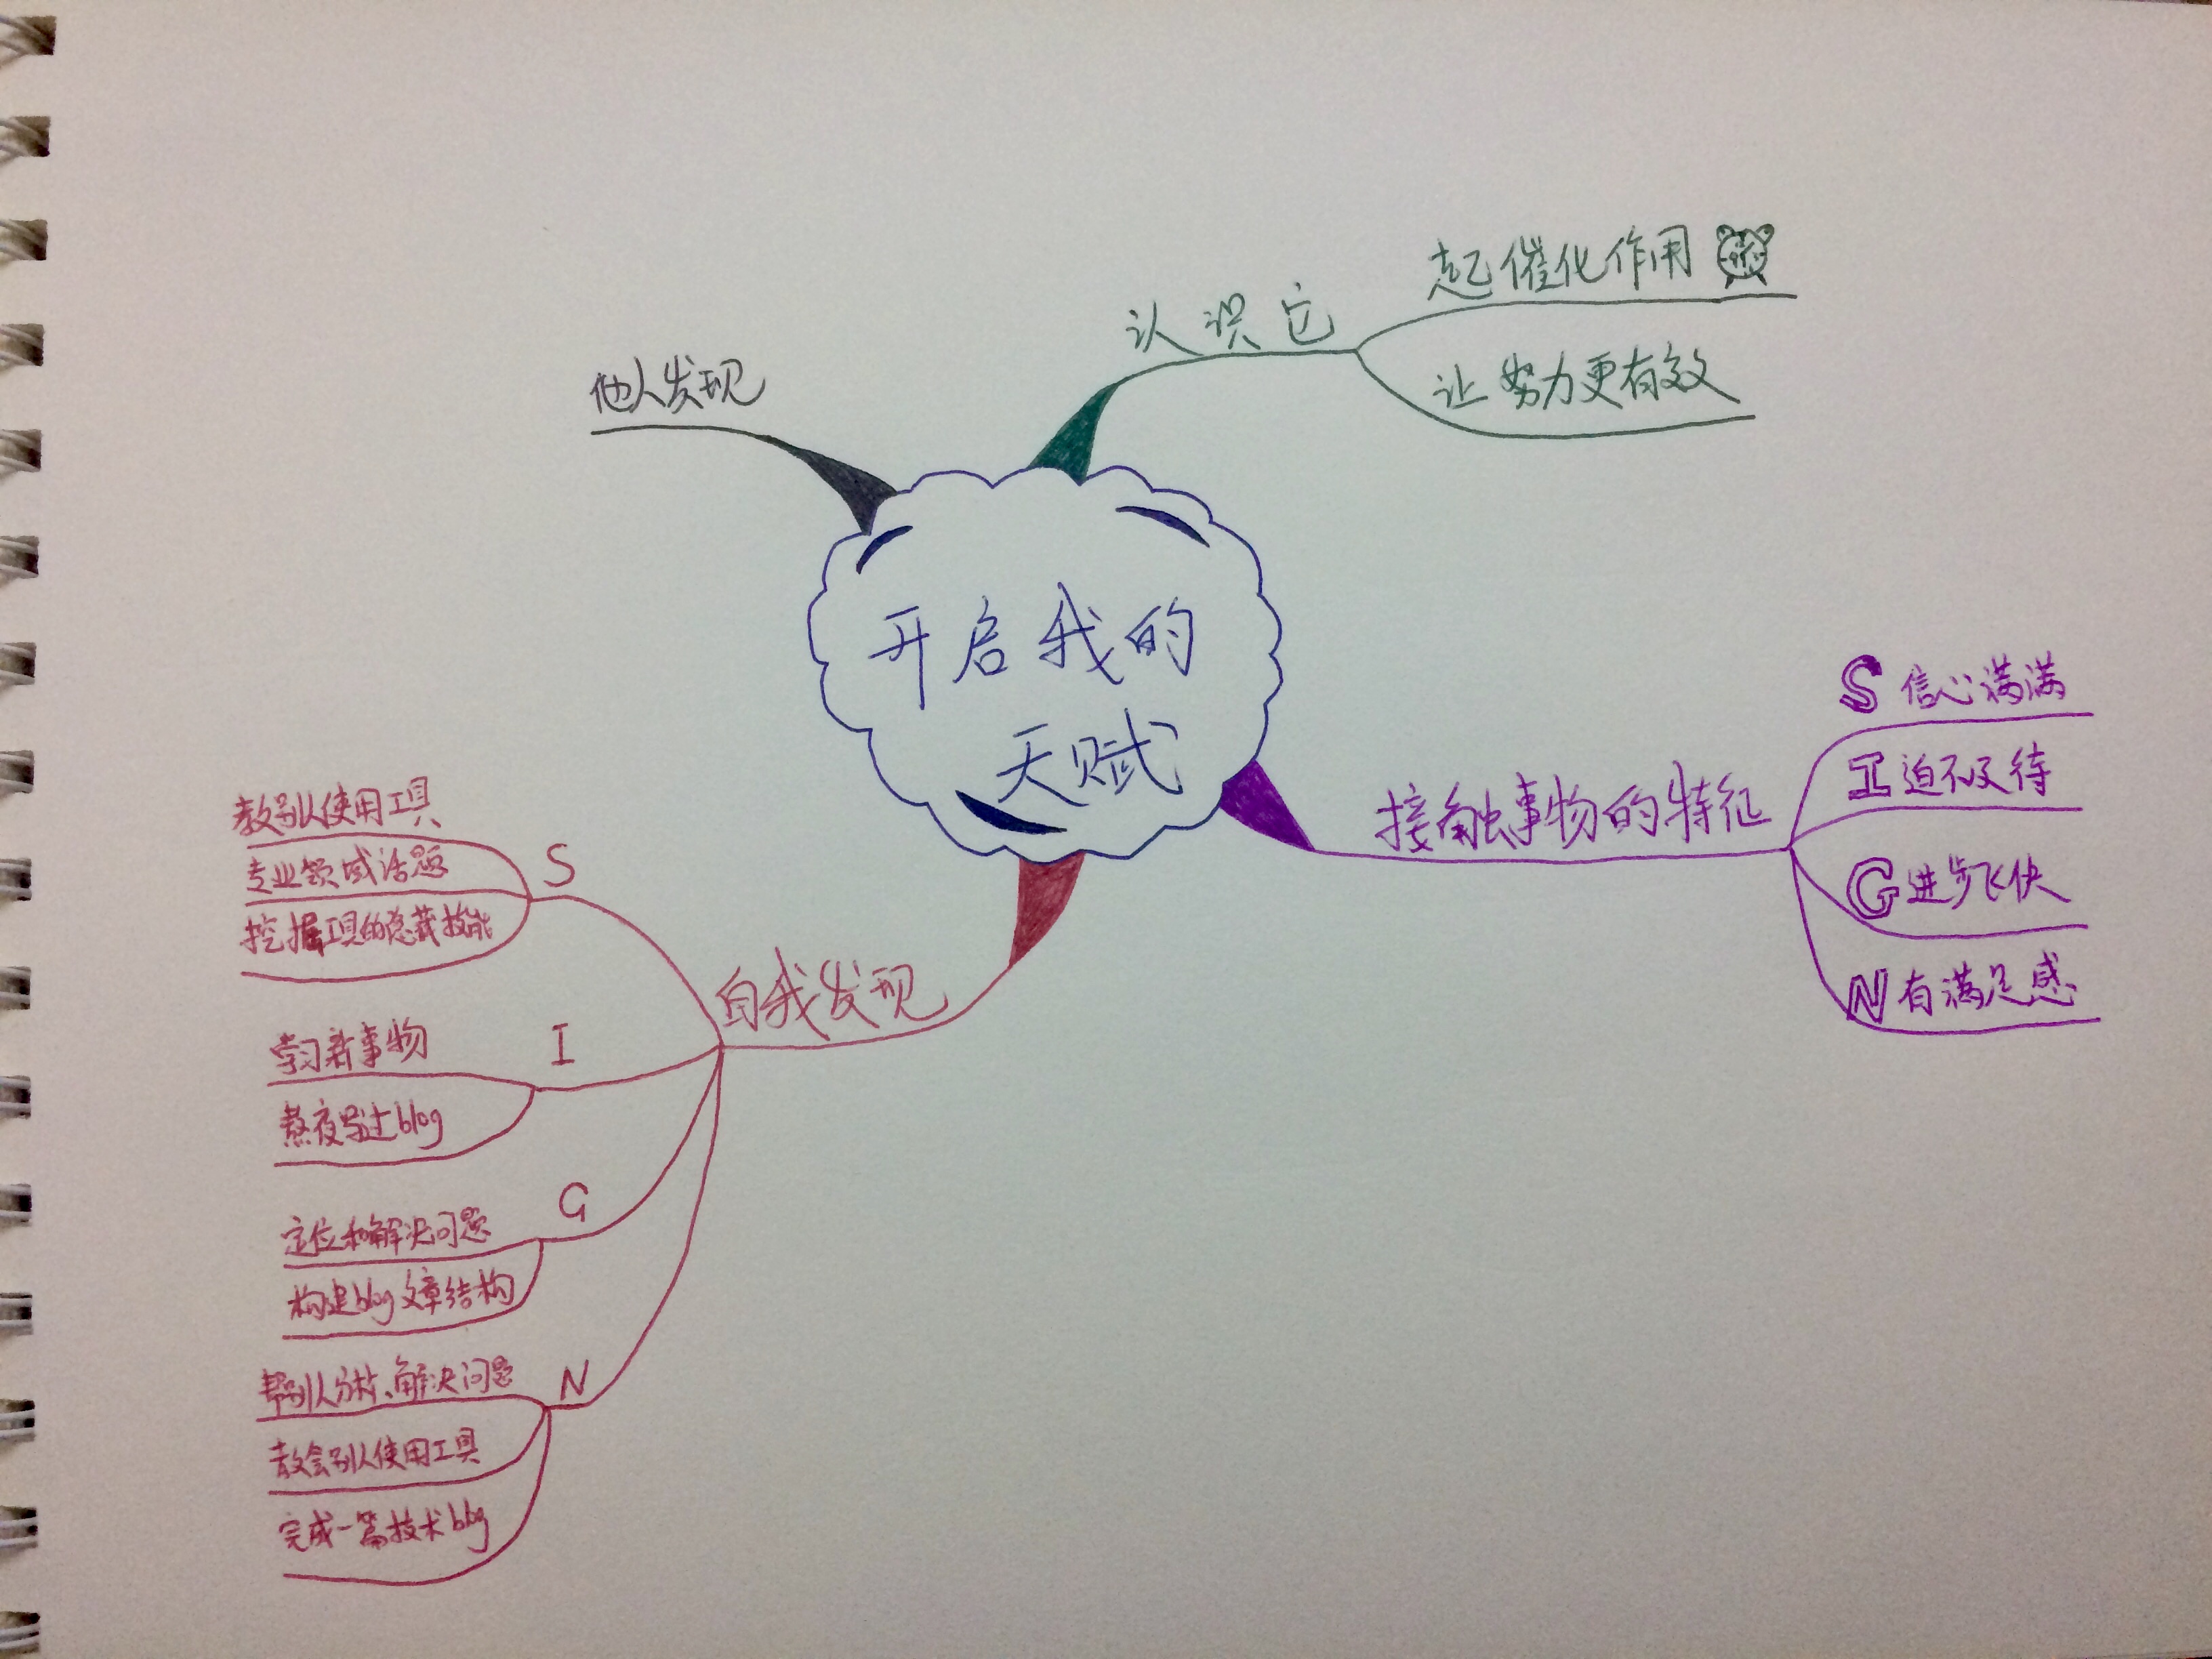 开启我的
天赋
认识它
起催化作用
让努力更有效
接触事物的特征
S 信心满满
I 迫不及待
G 进步飞快
N 有满足感
自我发现
S
教别人使用工具
专业领域话题
挖掘工具的隐藏技能
I
学习新事物
熬夜写过blog
G
定位和解决问题
构建blog文章结构
N
帮别人分析、解决问题
教会别人使用工具
完成一篇技术blog
他人发现